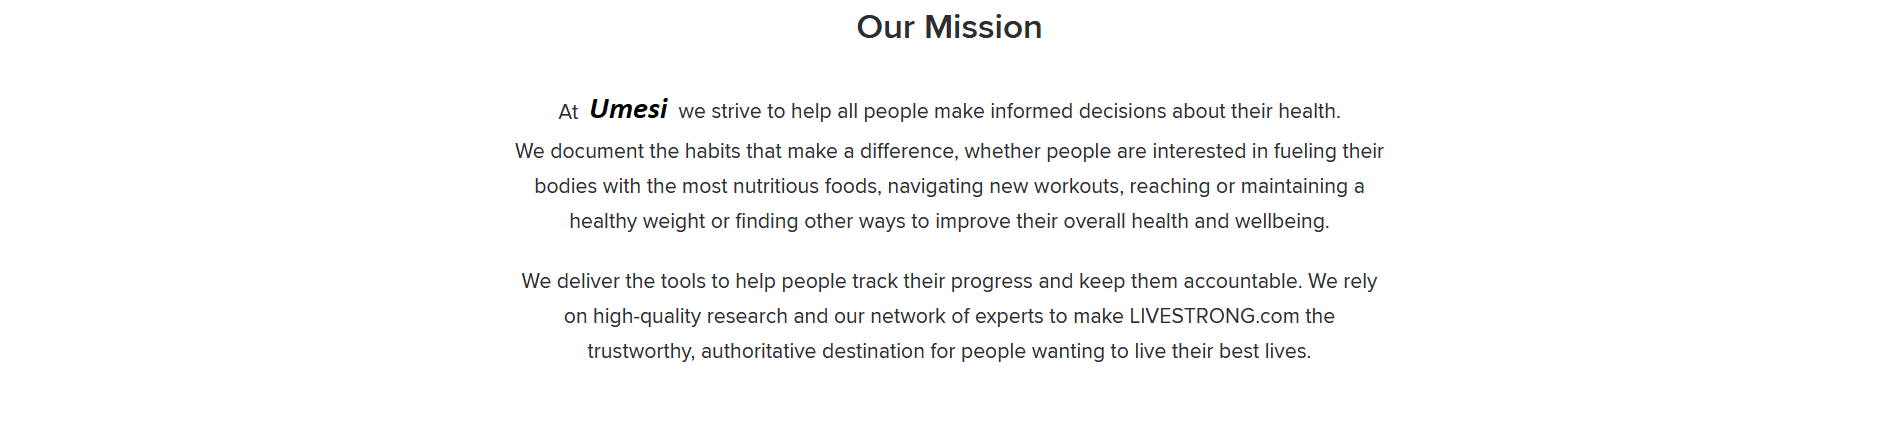 Our Mission
At Umesi we strive to help all people make informed decisions about their health.
We document the habits that make a difference, whether people are interested in fueling their
bodies with the most nutritious foods, navigating new workouts, reaching or maintaining a
healthy weight or finding other ways to improve their overall health and wellbeing.
We deliver the tools to help people track their progress and keep them accountable. We rely
on high-quality research and our network of experts to make LIVESTRONG.com the
trustworthy, authoritative destination for people wanting to live their best lives.